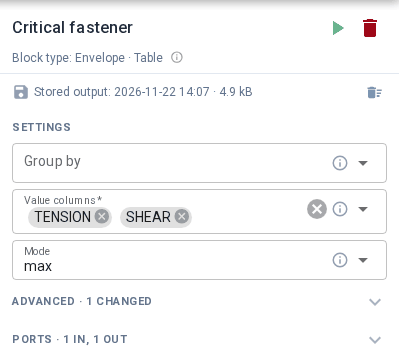 Critical fastener
Block type: Envelope · Table
Stored output: 2026-11-22 14:07 · 4.9 kB
SETTINGS
Group by
Value columns*
TENSION SHEAR
Mode
max
ADVANCED · 1 CHANGED
PORTS · 1 IN, 1 OUT